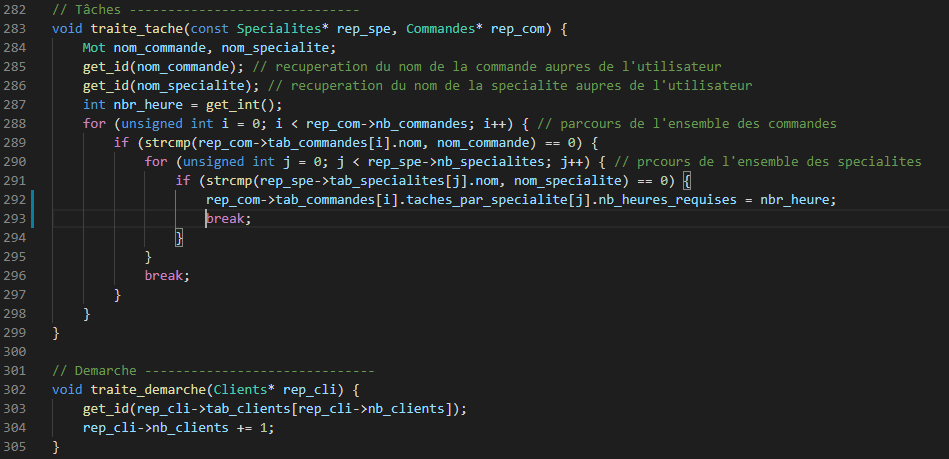 282 // Tâches ------------------------------
283 void traite_tache(const Specialites* rep_spe, Commandes* rep_com) {
284     Mot nom_commande, nom_specialite;
285     get_id(nom_commande); // recuperation du nom de la commande aupres de l'utilisateur
286     get_id(nom_specialite); // recuperation du nom de la specialite aupres de l'utilisateur
287     int nbr_heure = get_int();
288     for (unsigned int i = 0; i < rep_com->nb_commandes; i++) { // parcours de l'ensemble des commandes
289         if (strcmp(rep_com->tab_commandes[i].nom, nom_commande) == 0) {
290             for (unsigned int j = 0; j < rep_spe->nb_specialites; j++) { // prcours de l'ensemble des specialites
291                 if (strcmp(rep_spe->tab_specialites[j].nom, nom_specialite) == 0) {
292                     rep_com->tab_commandes[i].taches_par_specialite[j].nb_heures_requises = nbr_heure;
293                     break;
294                 }
295             }
296             break;
297         }
298     }
299 }
300
301 // Demarche ------------------------------
302 void traite_demarche(Clients* rep_cli) {
303     get_id(rep_cli->tab_clients[rep_cli->nb_clients]);
304     rep_cli->nb_clients += 1;
305 }